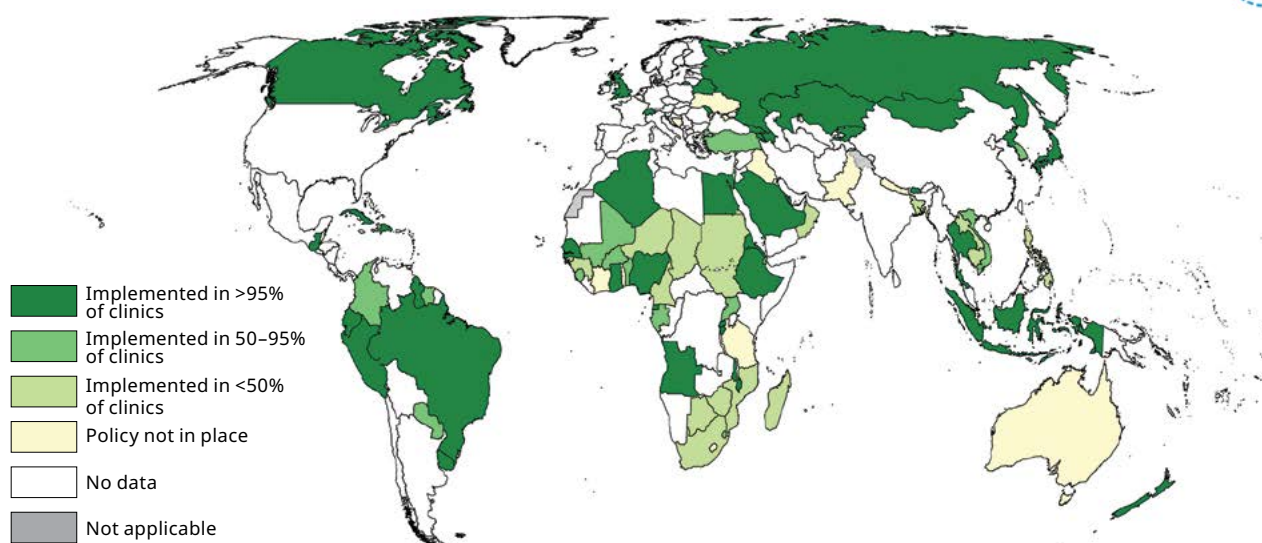 Implemented in >95%
of clinics
Implemented in 50–95%
of clinics
Implemented in <50%
of clinics
Policy not in place
No data
Not applicable